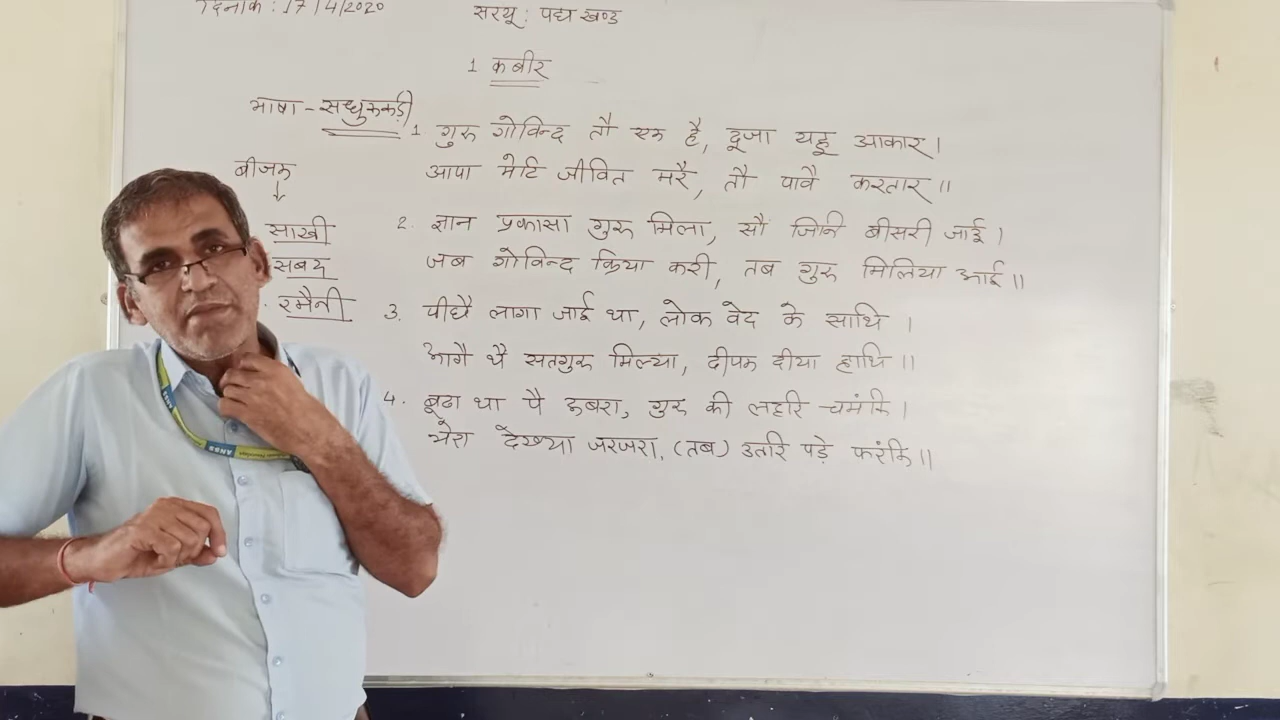 दिनांक : 17/4/2020
सरयू : पद्य खण्ड
1 कबीर
भाषा - सधुक्कड़ी
बीजक
↓
साखी
सबद
रमैनी
1. गुरु गोविन्द तौ एक है, दूजा यहू आकार ।
आपा मेटि जीवित मरै, तौ पावै करतार ॥
2. ज्ञान प्रकासा गुरु मिला, सौ जिनि बीसरी जाई ।
जब गोविन्द क्रिपा करी, तब गुरु मिलिया आई ॥
3. पीछै लागा जाई था, लोक वेद के साथि ।
आगै थै सतगुरु मिल्या, दीपक दीया हाथि ॥
4. बूढा था पै ऊबरा, गुरु की लहरि चमंकि ।
भेरा देख्या जरजरा, (तब) उतरि पड़े फरंकि ॥
ANBS